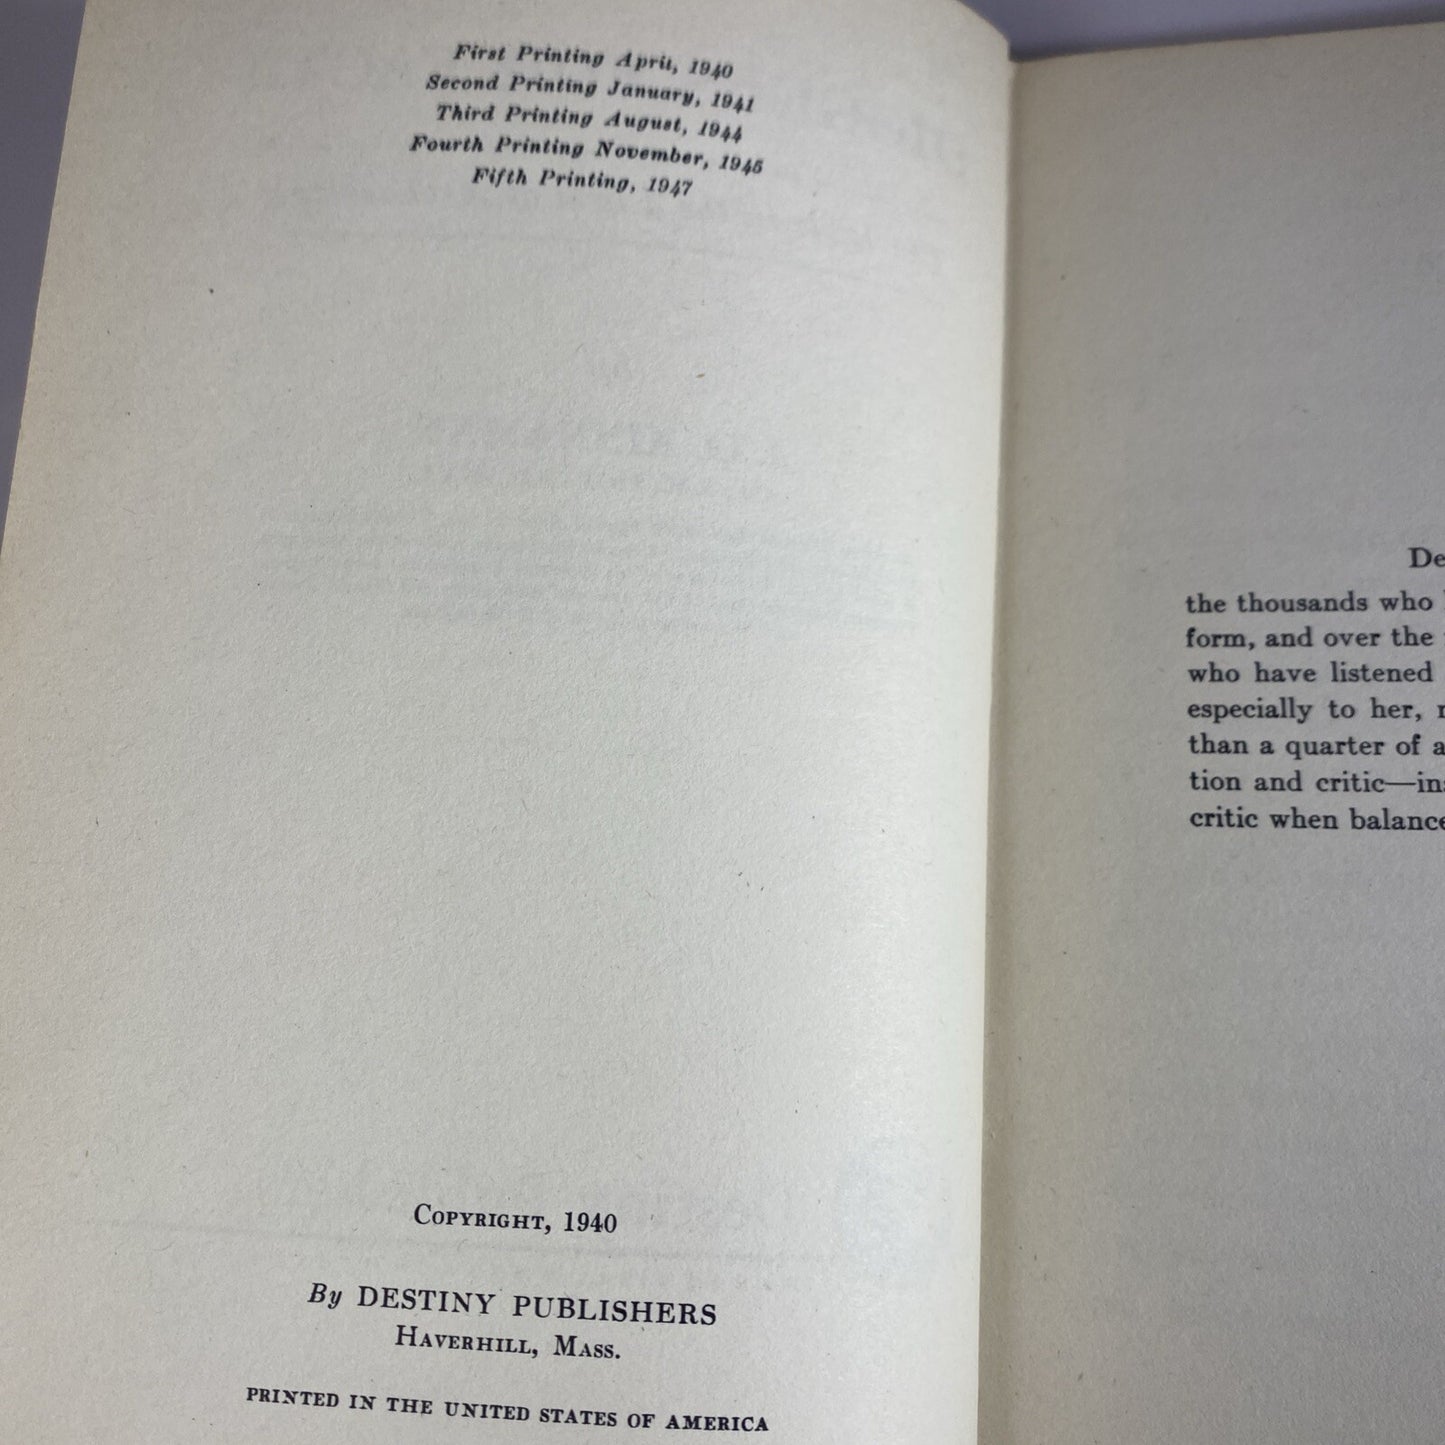 First Printing April, 1940
Second Printing January, 1941
Third Printing August, 1944
Fourth Printing November, 1945
Fifth Printing, 1947
COPYRIGHT, 1940
By DESTINY PUBLISHERS
HAVERHILL, MASS.
PRINTED IN THE UNITED STATES OF AMERICA
De
the thousands who
form, and over the
who have listened
especially to her,
than a quarter of a
tion and critic—ins
critic when balance